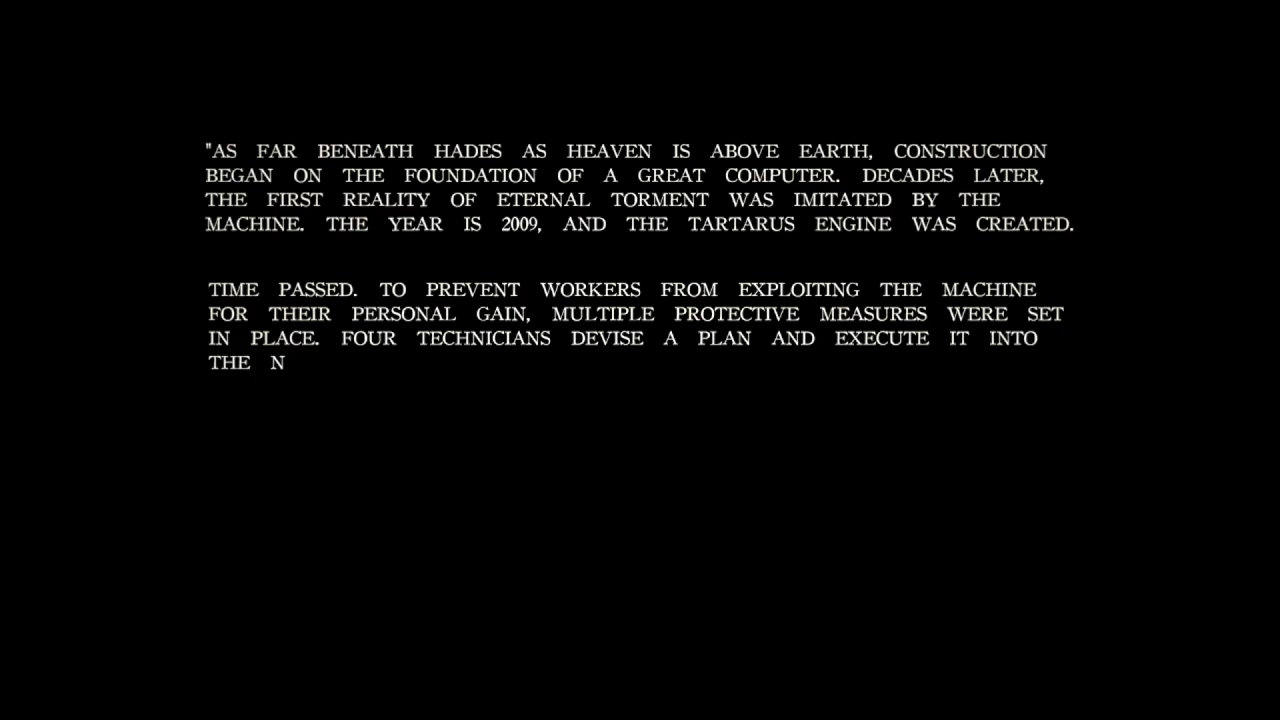 "AS FAR BENEATH HADES AS HEAVEN IS ABOVE EARTH, CONSTRUCTION
BEGAN ON THE FOUNDATION OF A GREAT COMPUTER. DECADES LATER,
THE FIRST REALITY OF ETERNAL TORMENT WAS IMITATED BY THE
MACHINE. THE YEAR IS 2009, AND THE TARTARUS ENGINE WAS CREATED.
TIME PASSED. TO PREVENT WORKERS FROM EXPLOITING THE MACHINE
FOR THEIR PERSONAL GAIN, MULTIPLE PROTECTIVE MEASURES WERE SET
IN PLACE. FOUR TECHNICIANS DEVISE A PLAN AND EXECUTE IT INTO
THE N